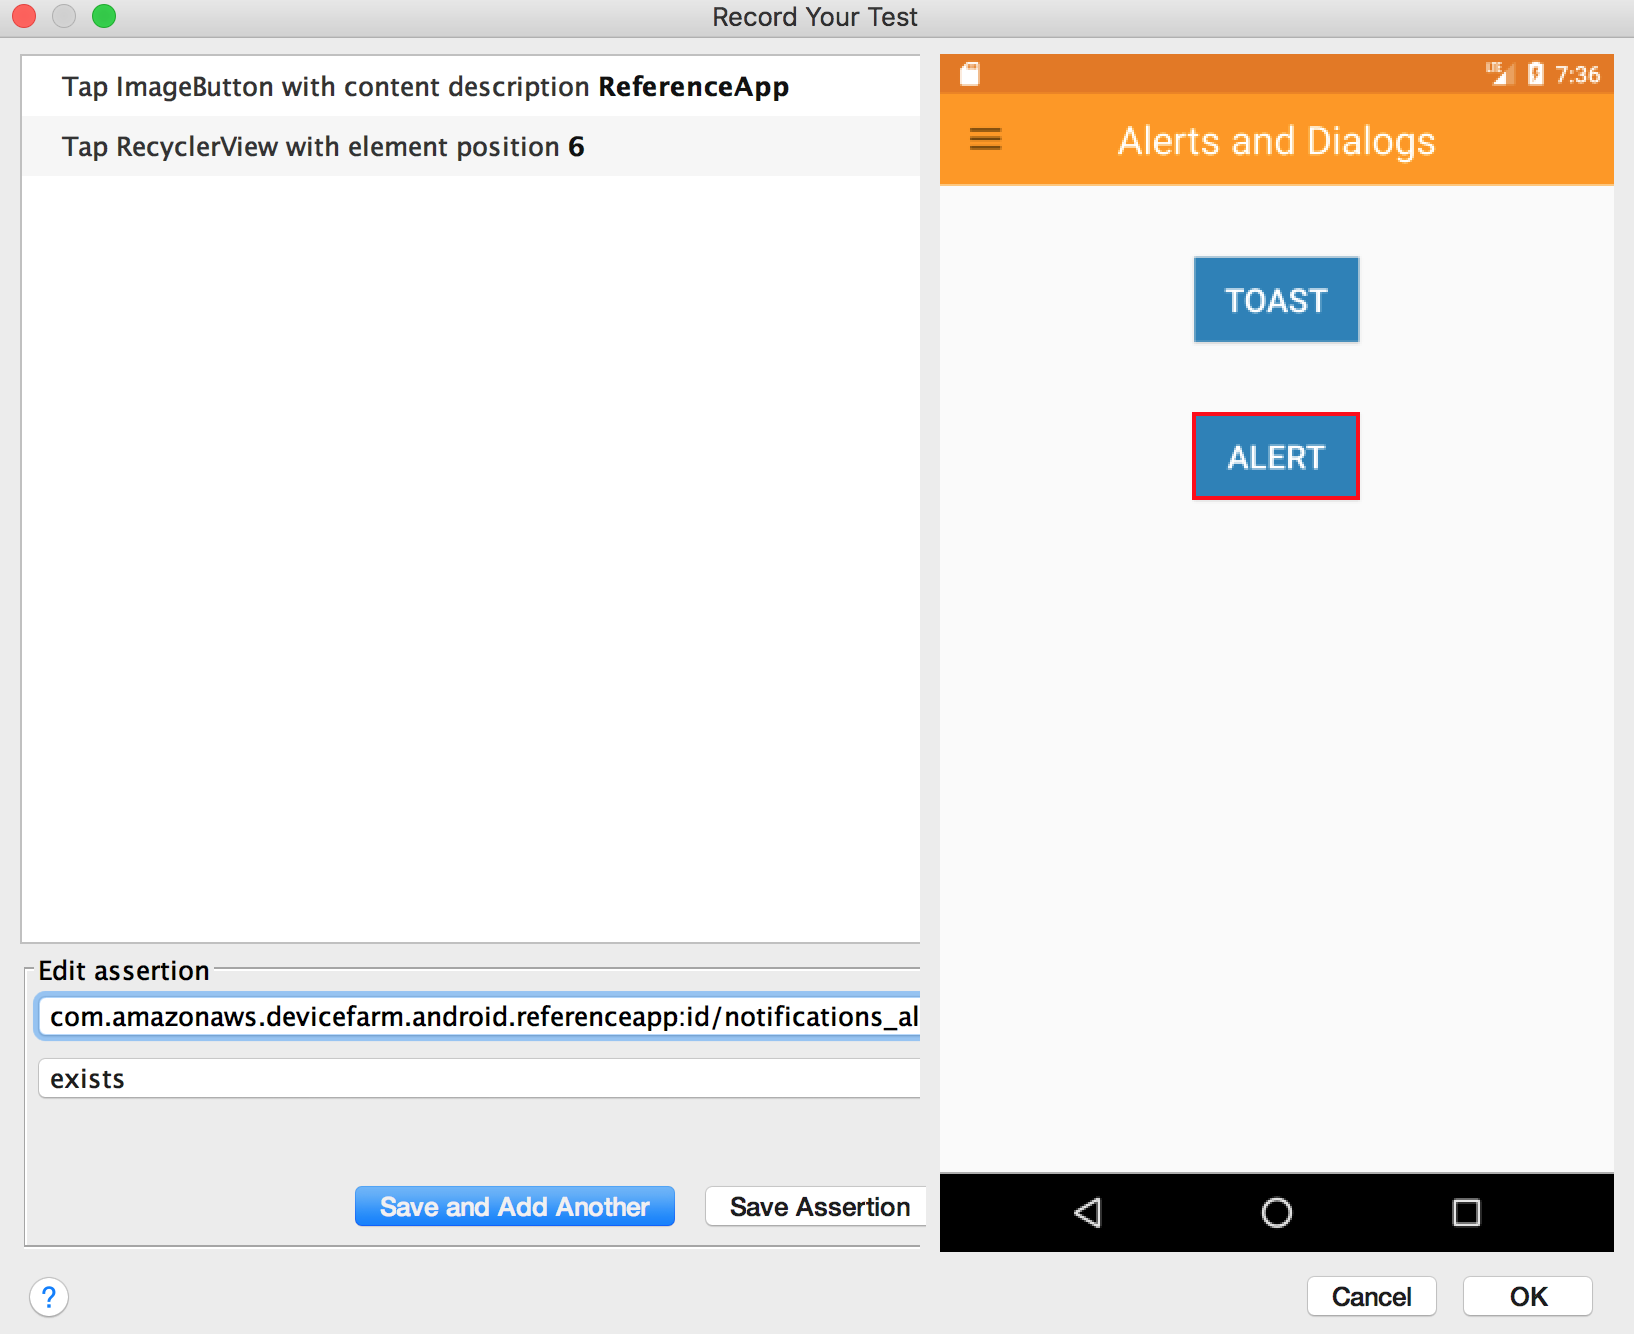 Record Your Test
Tap ImageButton with content description ReferenceApp
Tap RecyclerView with element position 6
Edit assertion
com.amazonaws.devicefarm.android.referenceapp:id/notifications_al
exists
Save and Add Another
Save Assertion
LTE
7:36
Alerts and Dialogs
TOAST
ALERT
?
Cancel
OK